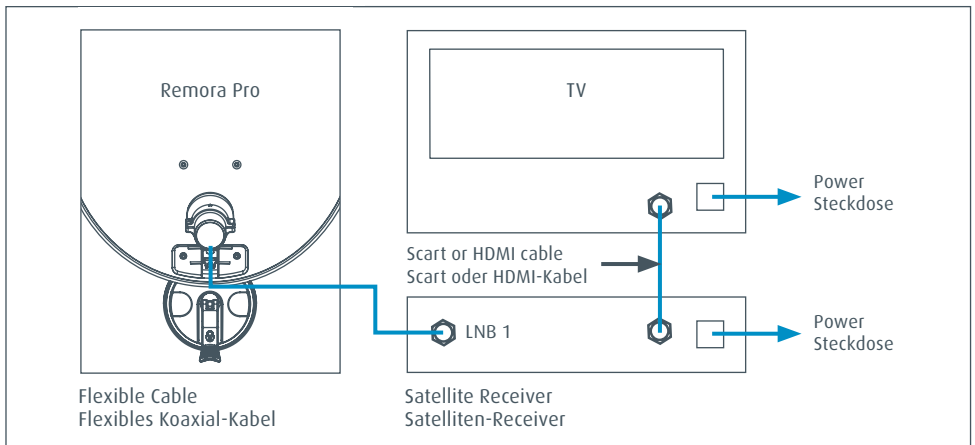 Remora Pro
TV
Power
Steckdose
Scart or HDMI cable
Scart oder HDMI-Kabel
LNB 1
Power
Steckdose
Flexible Cable
Flexibles Koaxial-Kabel
Satellite Receiver
Satelliten-Receiver